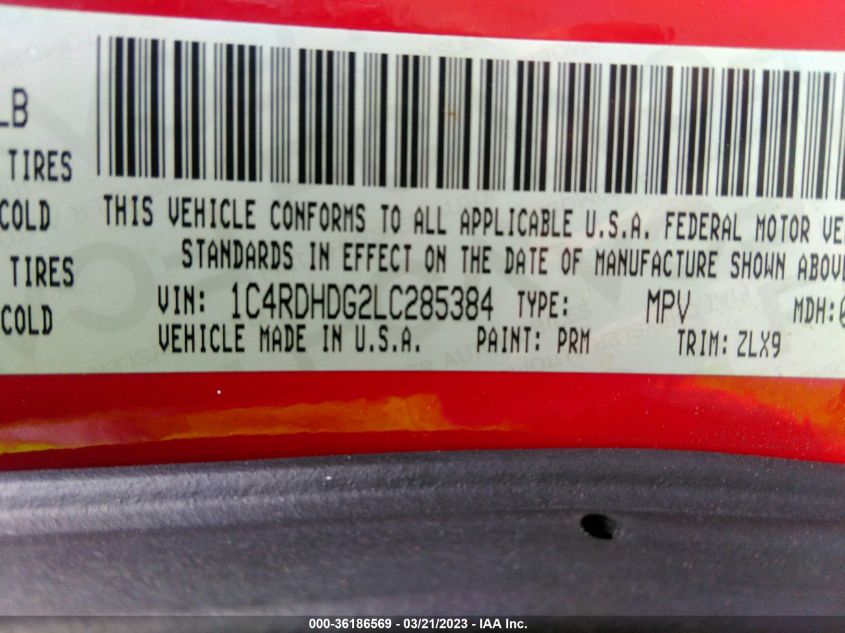 LB
TIRES
COLD
TIRES
COLD
THIS VEHICLE CONFORMS TO ALL APPLICABLE U.S.A. FEDERAL MOTOR VE
STANDARDS IN EFFECT ON THE DATE OF MANUFACTURE SHOWN ABOVE
VIN: 1C4RDHDG2LC285384 TYPE: MPV MDH:0
VEHICLE MADE IN U.S.A. PAINT: PRM TRIM: ZLX9
000-36186569 - 03/21/2023 - IAA Inc.